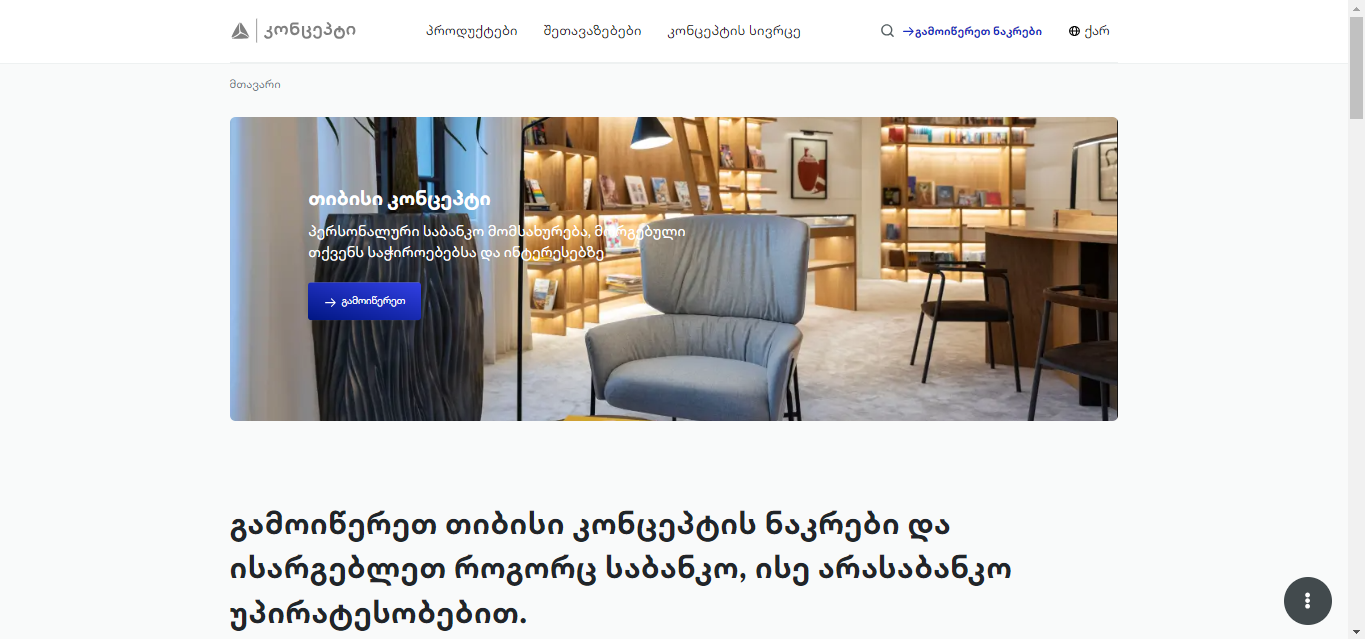 კონცეპტი
პროდუქტები
შეთავაზებები
კონცეპტის სივრცე
გამოიწერეთ ნაკრები
ქარ
მთავარი
თიბისი კონცეპტი
პერსონალური საბანკო მომსახურება, მორგებული
თქვენს საჭიროებებსა და ინტერესებზე
გამოიწერეთ
გამოიწერეთ თიბისი კონცეპტის ნაკრები და
ისარგებლეთ როგორც საბანკო, ისე არასაბანკო
უპირატესობებით.